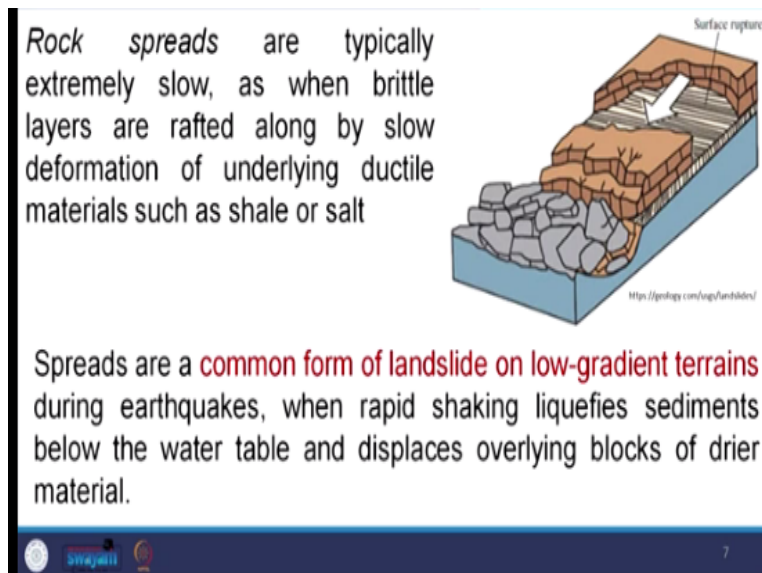 Surface rupture
Rock spreads are typically
extremely slow, as when brittle
layers are rafted along by slow
deformation of underlying ductile
materials such as shale or salt
https://geology.com/usgs/landslides/
Spreads are a common form of landslide on low-gradient terrains
during earthquakes, when rapid shaking liquefies sediments
below the water table and displaces overlying blocks of drier
material.
swayam
7